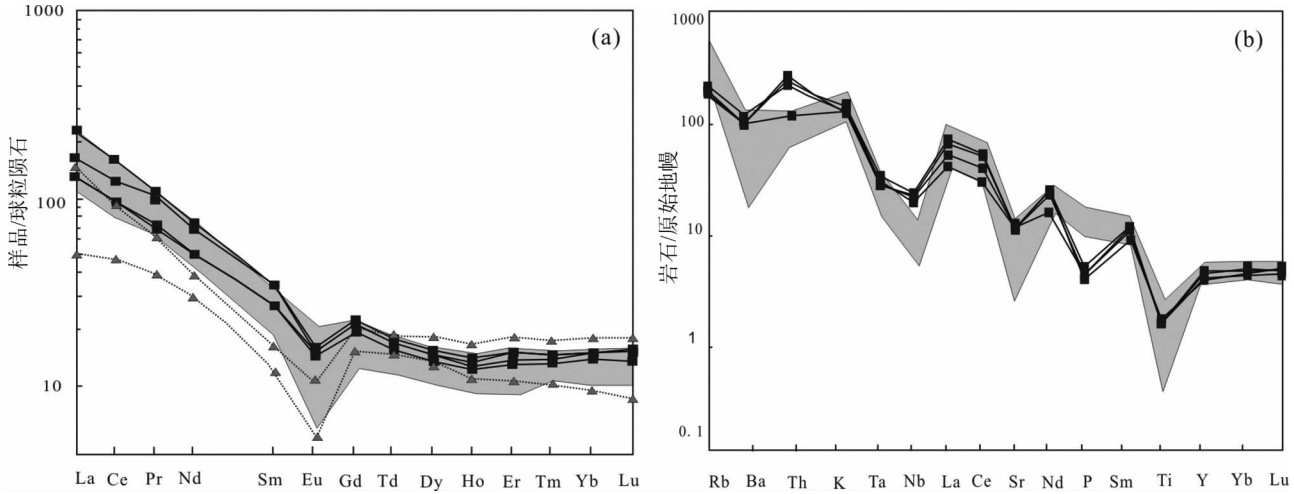 1000
(a)
100
10
样品/球粒陨石
La Ce Pr Nd Sm Eu Gd Td Dy Ho Er Tm Yb Lu
1000
(b)
100
10
1
0.1
岩石/原始地幔
Rb Ba Th K Ta Nb La Ce Sr Nd P Sm Ti Y Yb Lu